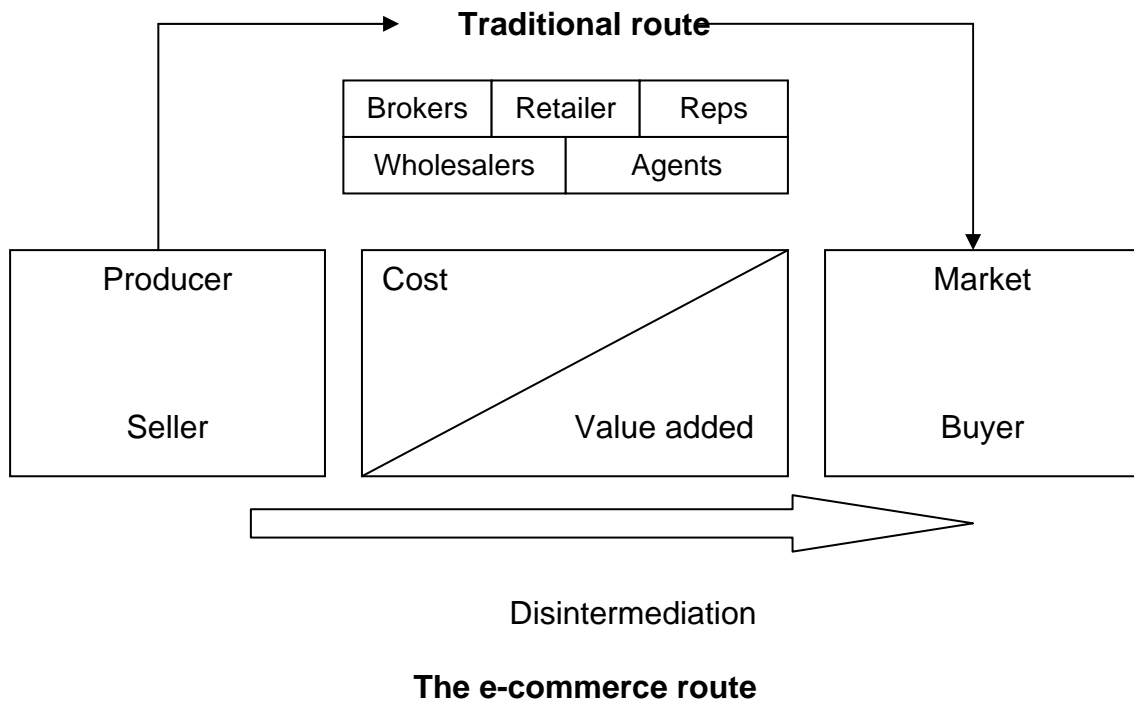 Traditional route
Brokers Retailer Reps
Wholesalers Agents
Producer Cost Market
Seller Value added Buyer
Disintermediation
The e-commerce route